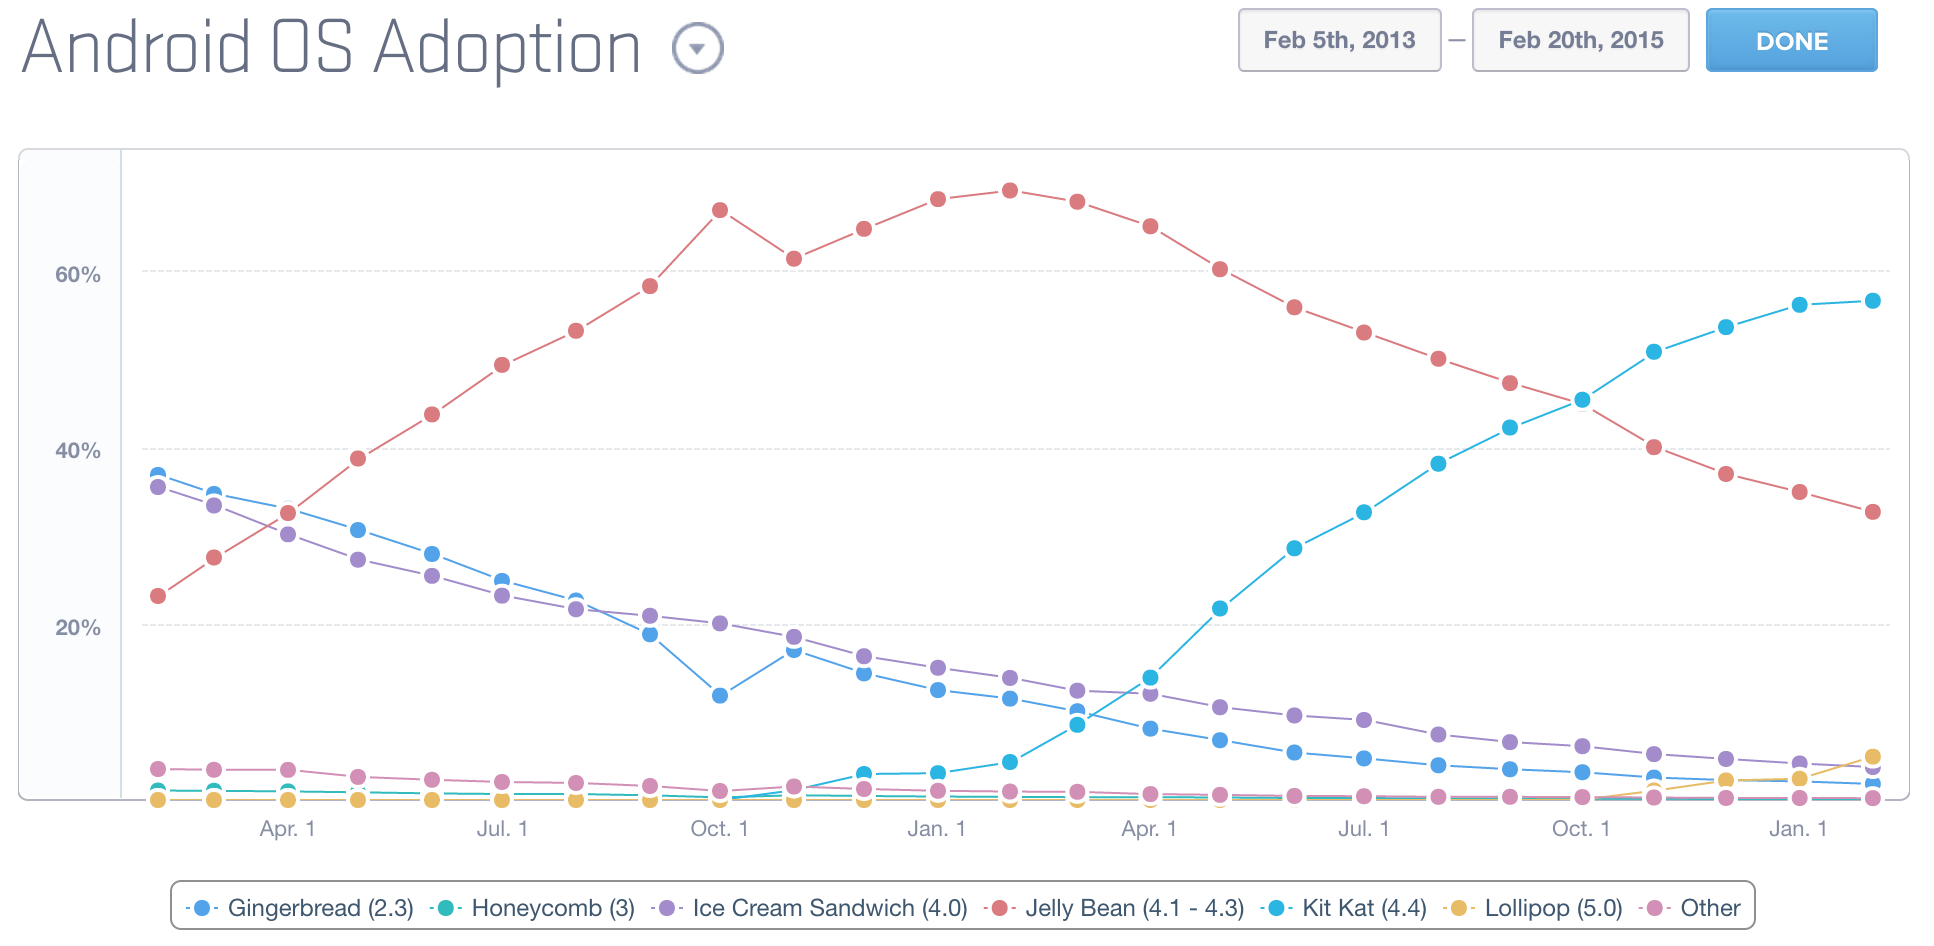 Android OS Adoption
Feb 5th, 2013 – Feb 20th, 2015 DONE
60%
40%
20%
Apr. 1 Jul. 1 Oct. 1 Jan. 1 Apr. 1 Jul. 1 Oct. 1 Jan. 1
Gingerbread (2.3) Honeycomb (3) Ice Cream Sandwich (4.0) Jelly Bean (4.1 - 4.3) Kit Kat (4.4) Lollipop (5.0) Other